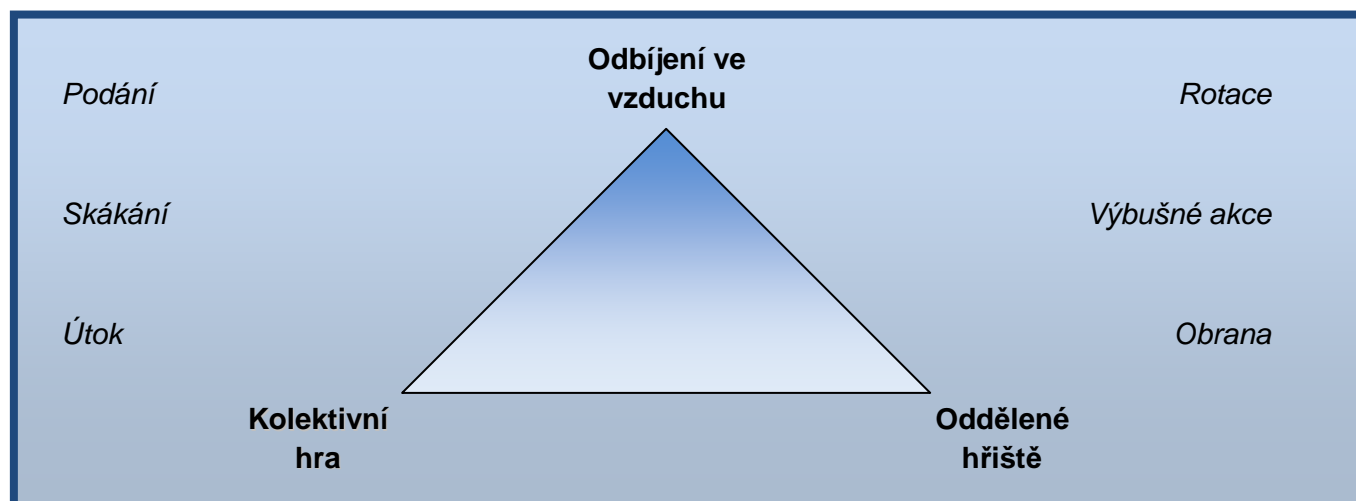 Odbíjení ve
vzduchu
Podání
Rotace
Skákání
Výbušné akce
Útok
Obrana
Kolektivní
hra
Oddělené
hřiště